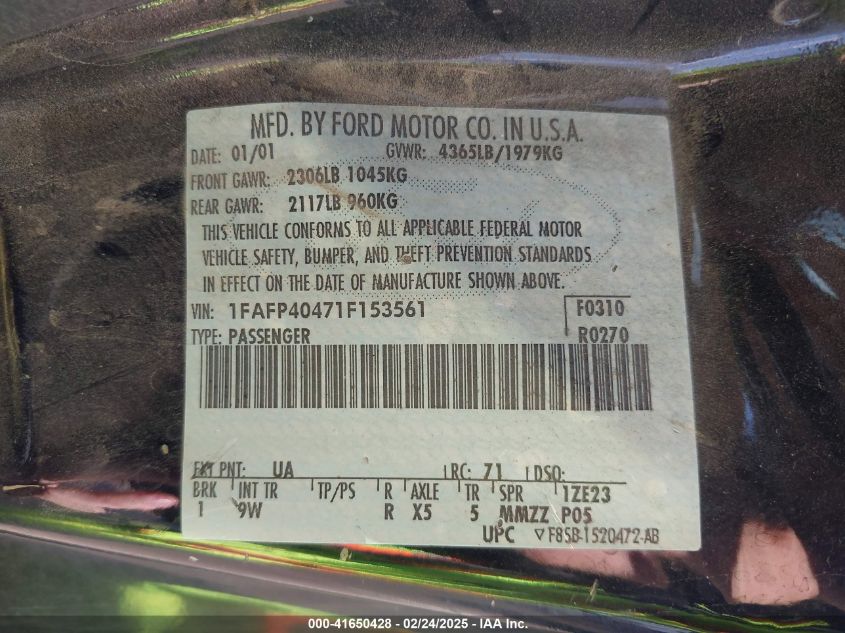 MFD. BY FORD MOTOR CO. IN U.S.A.
DATE: 01/01 GVWR: 4365LB/1979KG
FRONT GAWR: 2306LB 1045KG
REAR GAWR: 2117LB 960KG
THIS VEHICLE CONFORMS TO ALL APPLICABLE FEDERAL MOTOR
VEHICLE SAFETY, BUMPER, AND THEFT PREVENTION STANDARDS
IN EFFECT ON THE DATE OF MANUFACTURE SHOWN ABOVE.
VIN: 1FAFP40471F153561 F0310
TYPE: PASSENGER R0270
EXT PNT: UA RC: 71 DSO:
BRK INT TR TP/PS R AXLE TR SPR 1ZE23
1 9W R X5 5 MMZZ P05
UPC ▽F85B-1520472-AB
000-41650428 - 02/24/2025 - IAA Inc.